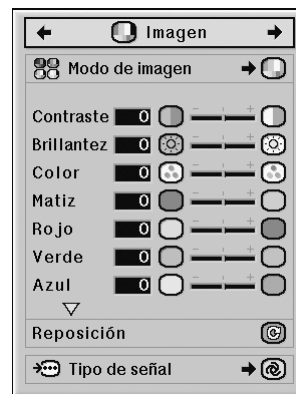 Imagen
Modo de imagen
Contraste 0
Brillantez 0
Color 0
Matiz 0
Rojo 0
Verde 0
Azul 0
Reposición
Tipo de señal